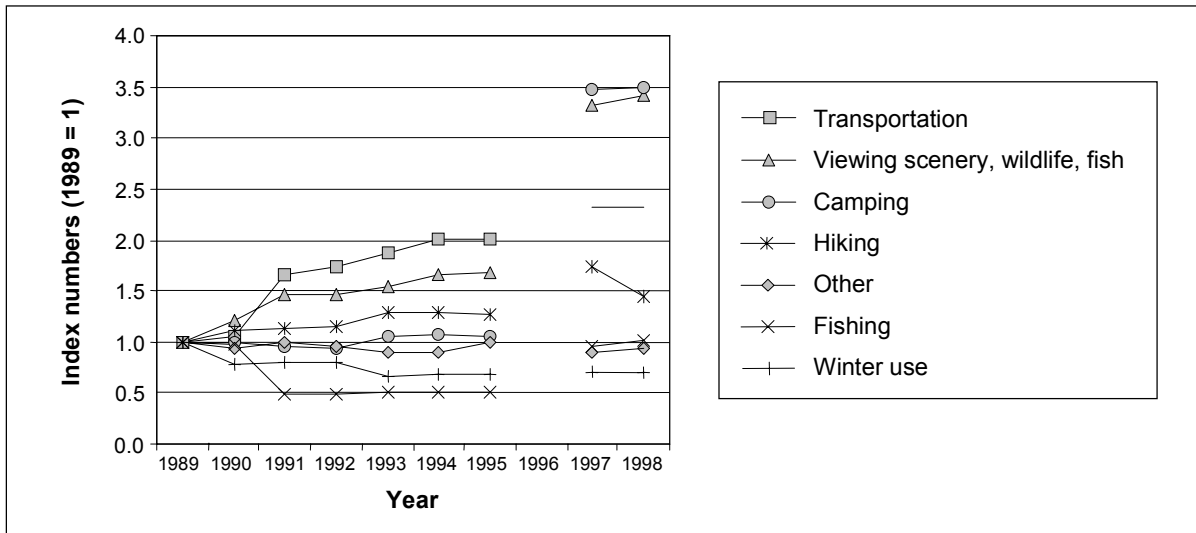 Index numbers (1989 = 1)
4.0
3.5
3.0
2.5
2.0
1.5
1.0
0.5
0.0
1989 1990 1991 1992 1993 1994 1995 1996 1997 1998
Year
Transportation
Viewing scenery, wildlife, fish
Camping
Hiking
Other
Fishing
Winter use